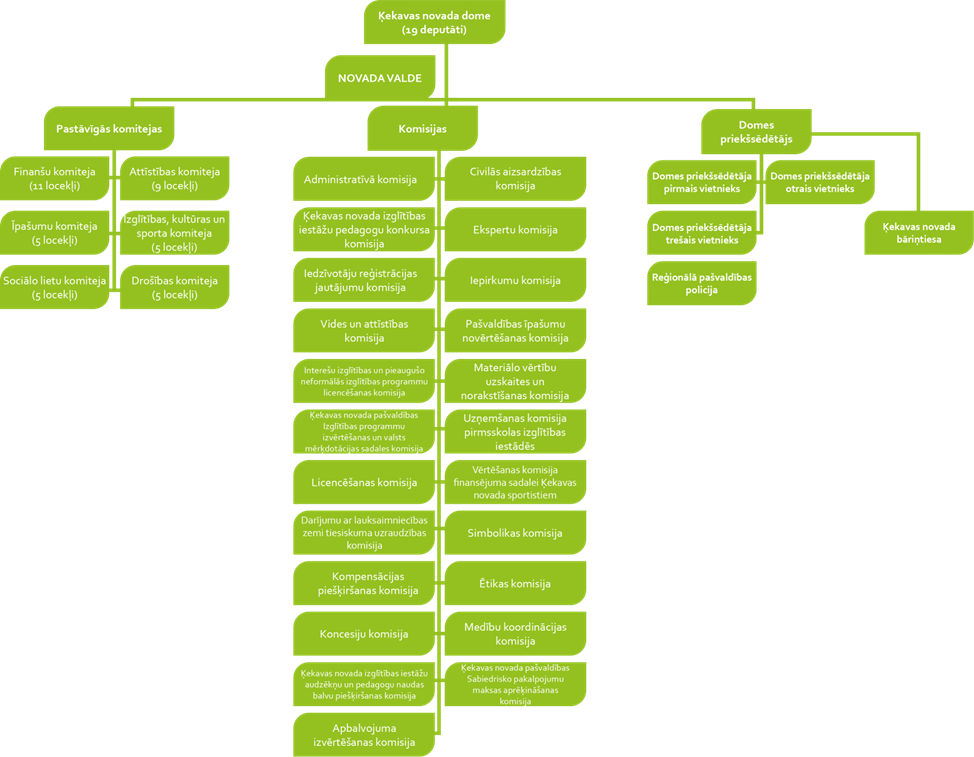 Ķekavas novada dome
(19 deputāti)
NOVADA VALDE
Pastāvīgās komitejas
Finanšu komiteja
(11 locekļi)
Attīstības komiteja
(9 locekļi)
Īpašumu komiteja
(5 locekļi)
Izglītības, kultūras un
sporta komiteja
(5 locekļi)
Sociālo lietu komiteja
(5 locekļi)
Drošības komiteja
(5 locekļi)
Komisijas
Administratīvā komisija
Civilās aizsardzības
komisija
Ķekavas novada izglītības
iestāžu pedagogu konkursa
komisija
Ekspertu komisija
Iedzīvotāju reģistrācijas
jautājumu komisija
Iepirkumu komisija
Vides un attīstības
komisija
Pašvaldības īpašumu
novērtēšanas komisija
Interešu izglītības un pieaugušo
neformālās izglītības programmu
licencēšanas komisija
Materiālo vērtību
uzskaites un
norakstīšanas komisija
Ķekavas novada pašvaldības
Izglītības programmu
izvērtēšanas un valsts
mērķdotācijas sadales komisija
Uzņemšanas komisija
pirmsskolas izglītības
iestādēs
Licencēšanas komisija
Vērtēšanas komisija
finansējuma sadalei Ķekavas
novada sportistiem
Darījumu ar lauksaimniecības
zemi tiesiskuma uzraudzības
komisija
Simbolikas komisija
Kompensācijas
piešķiršanas komisija
Ētikas komisija
Koncesiju komisija
Medību koordinācijas
komisija
Ķekavas novada izglītības iestāžu
audzēkņu un pedagogu naudas
balvu piešķiršanas komisija
Ķekavas novada pašvaldības
Sabiedrisko pakalpojumu
maksas aprēķināšanas
komisija
Apbalvojuma
izvērtēšanas komisija
Domes
priekšsēdētājs
Domes priekšsēdētāja
pirmais vietnieks
Domes priekšsēdētāja
otrais vietnieks
Domes priekšsēdētāja
trešais vietnieks
Reģionālā pašvaldības
policija
Ķekavas novada
bāriņtiesa